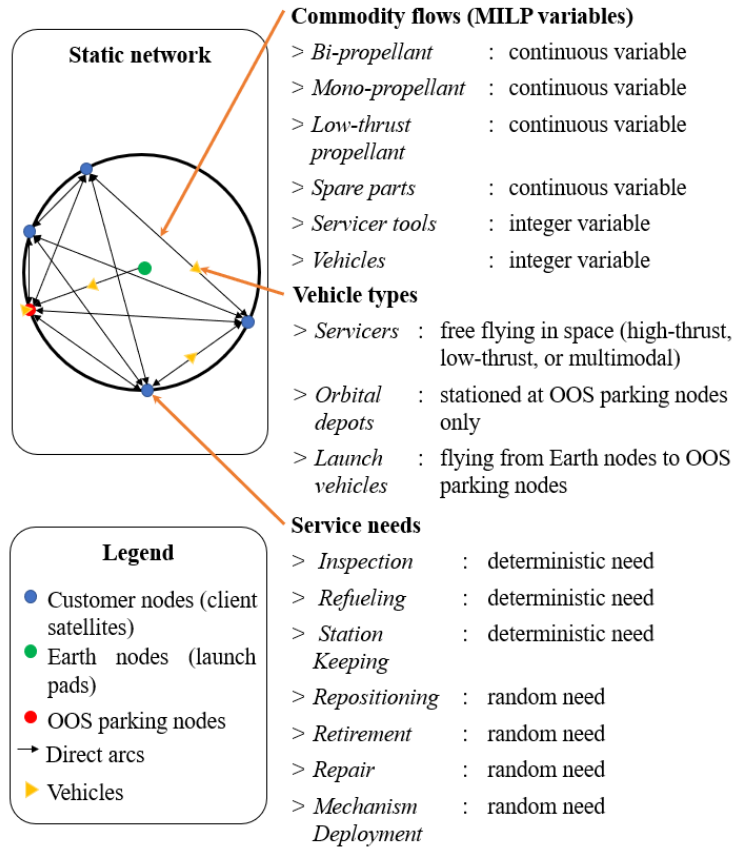 Static network
Commodity flows (MILP variables)
> Bi-propellant : continuous variable
> Mono-propellant : continuous variable
> Low-thrust : continuous variable
propellant
> Spare parts : continuous variable
> Servicer tools : integer variable
> Vehicles : integer variable
Vehicle types
> Servicers : free flying in space (high-thrust,
low-thrust, or multimodal)
> Orbital : stationed at OOS parking nodes
depots only
> Launch : flying from Earth nodes to OOS
vehicles parking nodes
Service needs
> Inspection : deterministic need
> Refueling : deterministic need
> Station : deterministic need
Keeping
> Repositioning : random need
> Retirement : random need
> Repair : random need
> Mechanism : random need
Deployment
Legend
Customer nodes (client
satellites)
Earth nodes (launch
pads)
OOS parking nodes
Direct arcs
Vehicles